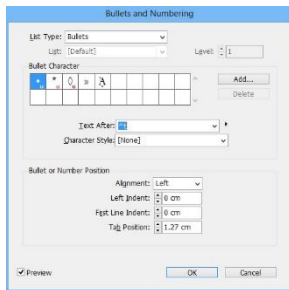 Bullets and Numbering
List Type: Bullets
List: [Default] Level: 1
Bullet Character
Add...
Delete
Text After: ^t
Character Style: [None]
Bullet or Number Position
Alignment: Left
Left Indent: 0 cm
First Line Indent: 0 cm
Tab Position: 1.27 cm
Preview OK Cancel